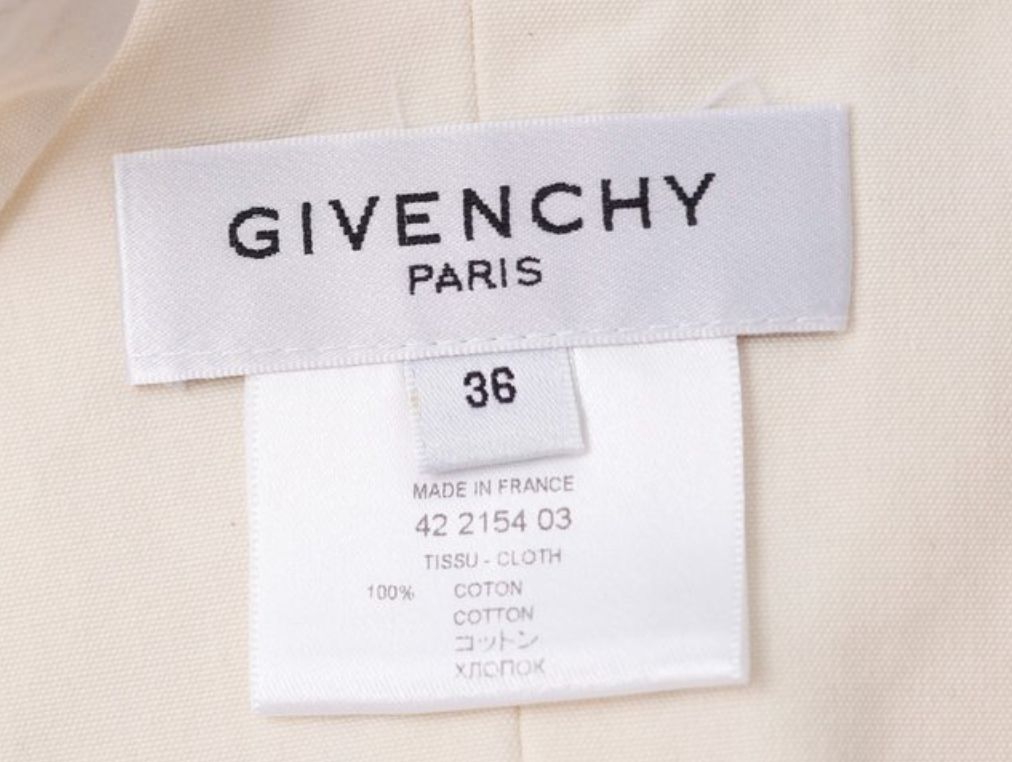 GIVENCHY
PARIS
36
MADE IN FRANCE
42 2154 03
TISSU - CLOTH
100% COTON
COTTON
コットン
ХЛОПОК